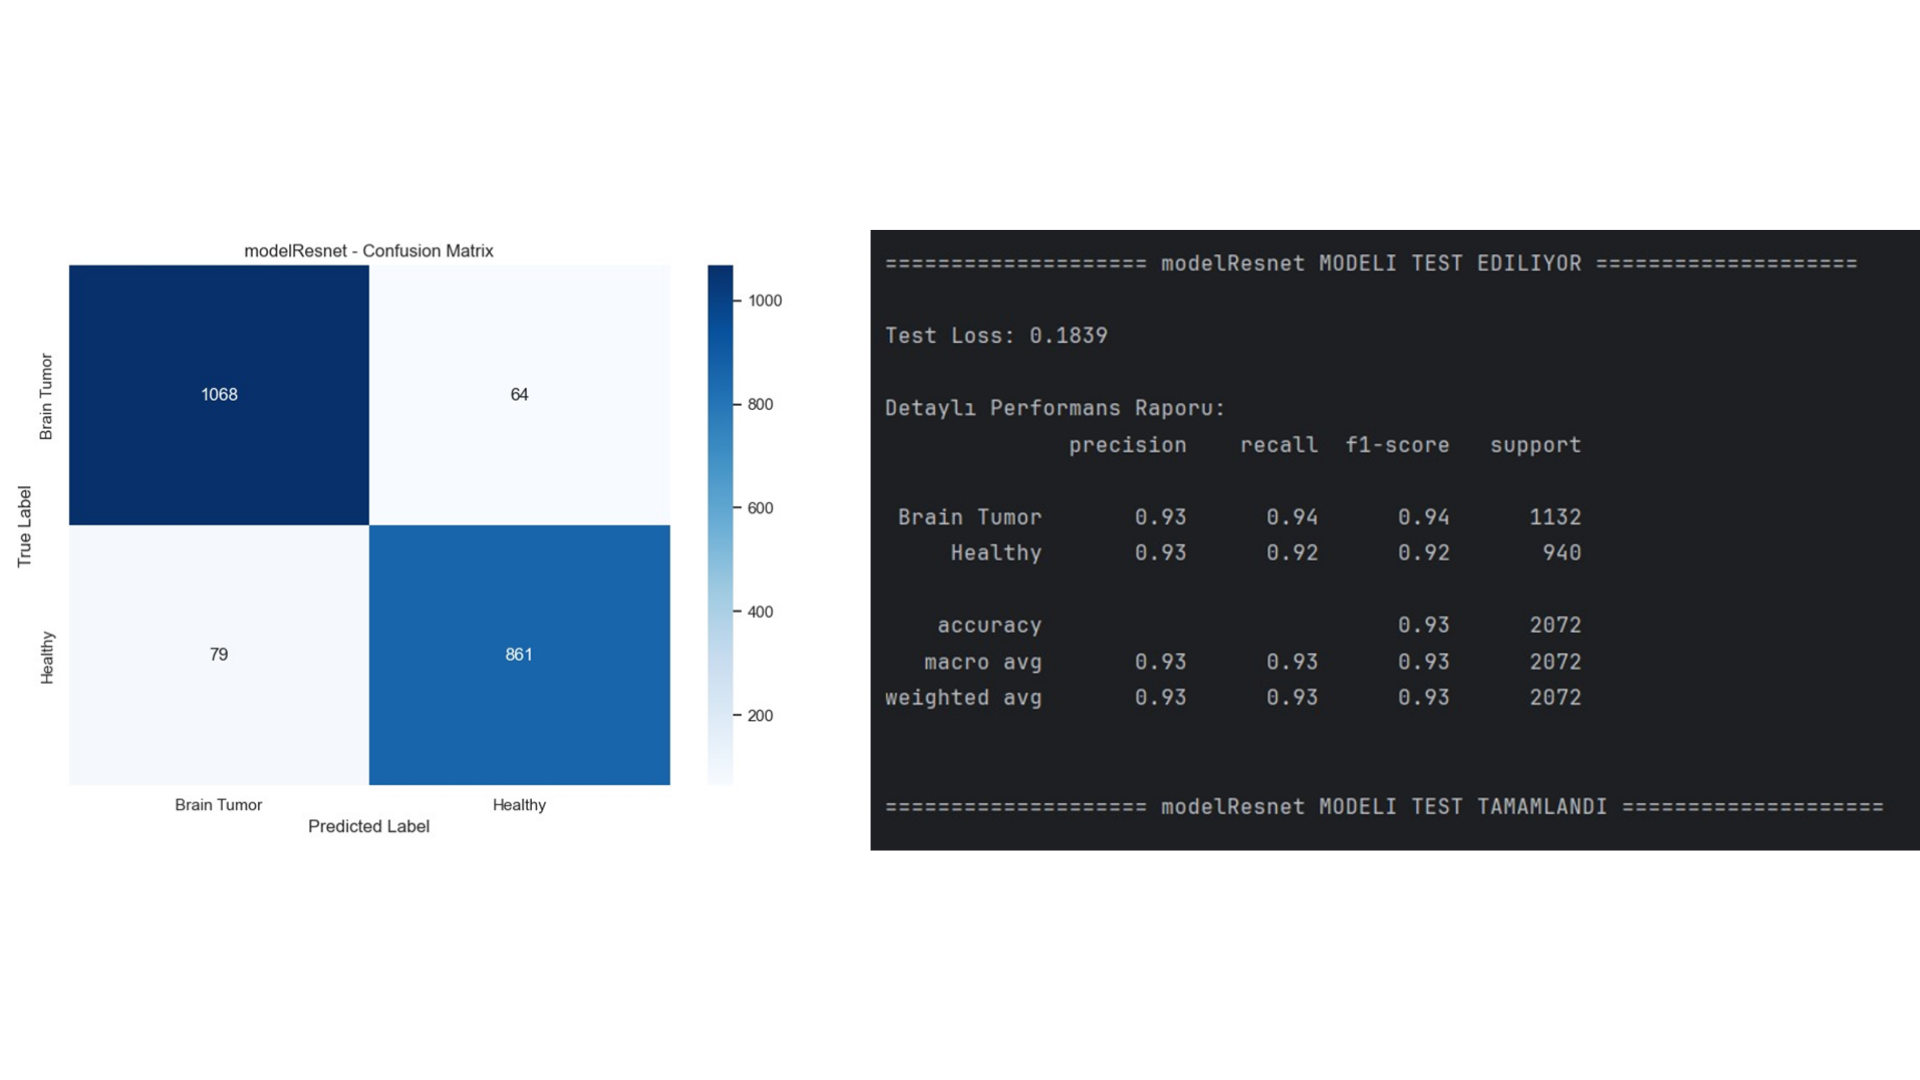 modelResnet - Confusion Matrix
True Label
Brain Tumor
Healthy
1068
64
79
861
Brain Tumor
Healthy
Predicted Label
1000
800
600
400
200
==================== modelResnet MODELI TEST EDILIYOR ====================
Test Loss: 0.1839
Detaylı Performans Raporu:
precision recall f1-score support
Brain Tumor 0.93 0.94 0.94 1132
Healthy 0.93 0.92 0.92 940
accuracy 0.93 2072
macro avg 0.93 0.93 0.93 2072
weighted avg 0.93 0.93 0.93 2072
==================== modelResnet MODELI TEST TAMAMLANDI ====================